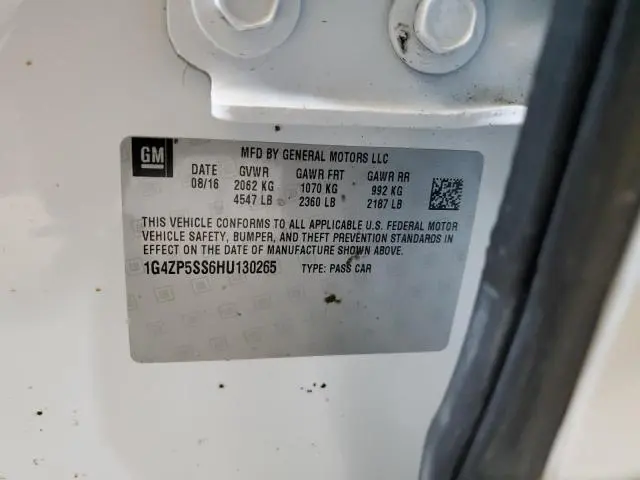 GM
MFD BY GENERAL MOTORS LLC
DATE GVWR GAWR FRT GAWR RR
08/16 2062 KG 1070 KG 992 KG
4547 LB 2360 LB 2187 LB
THIS VEHICLE CONFORMS TO ALL APPLICABLE U.S. FEDERAL MOTOR
VEHICLE SAFETY, BUMPER, AND THEFT PREVENTION STANDARDS IN
EFFECT ON THE DATE OF MANUFACTURE SHOWN ABOVE.
1G4ZP5SS6HU130265 TYPE: PASS CAR